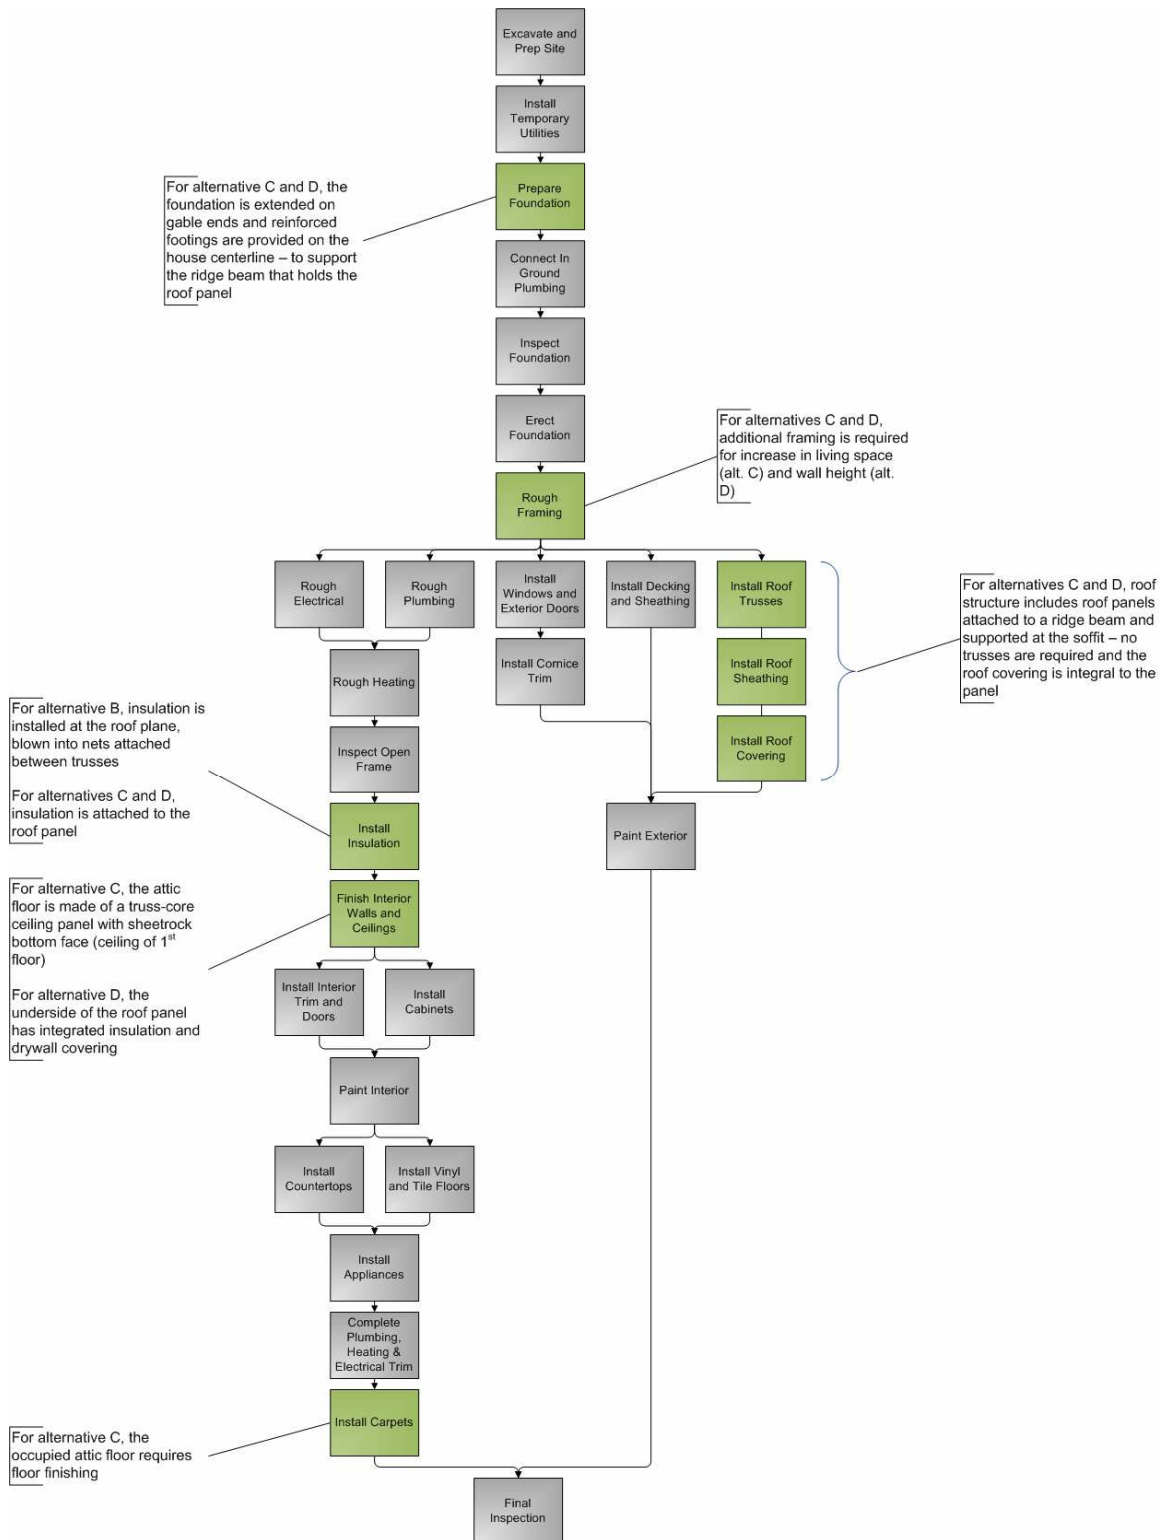 Excavate and
Prep Site
Install
Temporary
Utilities
For alternative C and D, the
foundation is extended on
gable ends and reinforced
footings are provided on the
house centerline – to support
the ridge beam that holds the
roof panel
Prepare
Foundation
Connect In
Ground
Plumbing
Inspect
Foundation
Erect
Foundation
For alternatives C and D,
additional framing is required
for increase in living space
(alt. C) and wall height (alt.
D)
Rough
Framing
Rough
Electrical
Rough
Plumbing
Install
Windows and
Exterior Doors
Install Decking
and Sheathing
Install Roof
Trusses
For alternatives C and D, roof
structure includes roof panels
attached to a ridge beam and
supported at the soffit – no
trusses are required and the
roof covering is integral to the
panel
Rough Heating
Install Cornice
Trim
Install Roof
Sheathing
For alternative B, insulation is
installed at the roof plane,
blown into nets attached
between trusses
For alternatives C and D,
insulation is attached to the
roof panel
Inspect Open
Frame
Install Roof
Covering
Install
Insulation
Paint Exterior
For alternative C, the attic
floor is made of a truss-core
ceiling panel with sheetrock
bottom face (ceiling of 1st
floor)
For alternative D, the
underside of the roof panel
has integrated insulation and
drywall covering
Finish Interior
Walls and
Ceilings
Install Interior
Trim and
Doors
Install
Cabinets
Paint Interior
Install
Countertops
Install Vinyl
and Tile Floors
Install
Appliances
Complete
Plumbing,
Heating &
Electrical Trim
Install Carpets
For alternative C, the
occupied attic floor requires
floor finishing
Final
Inspection